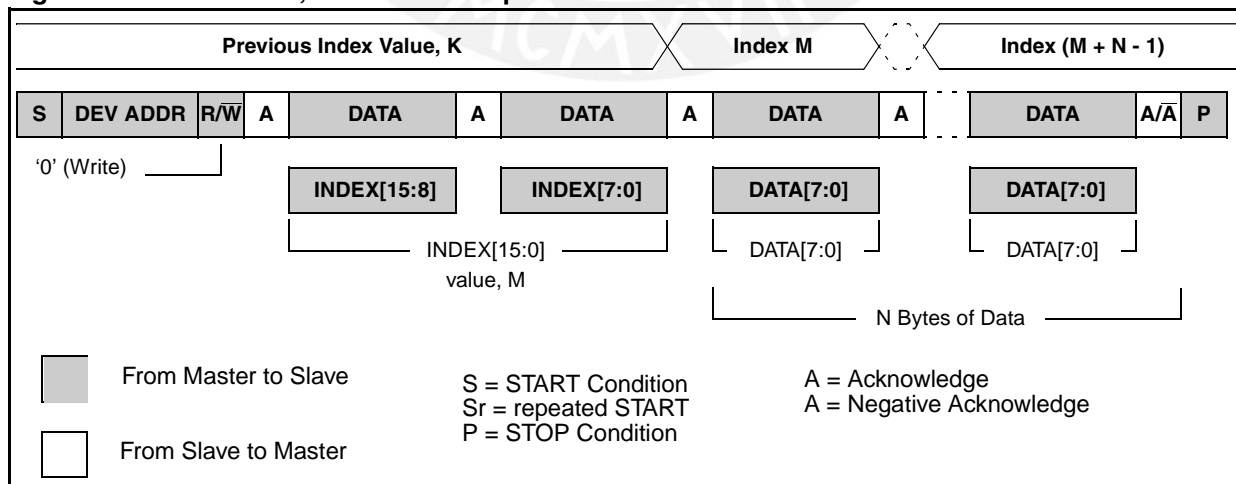 MCMXVII
Previous Index Value, K Index M Index (M + N - 1)
S DEV ADDR R/W̅ A DATA A DATA A DATA A DATA A/A̅ P
‘0’ (Write)
INDEX[15:8] INDEX[7:0] DATA[7:0] DATA[7:0]
INDEX[15:0] DATA[7:0] DATA[7:0]
value, M
N Bytes of Data
From Master to Slave
S = START Condition
Sr = repeated START
P = STOP Condition
A = Acknowledge
A = Negative Acknowledge
From Slave to Master